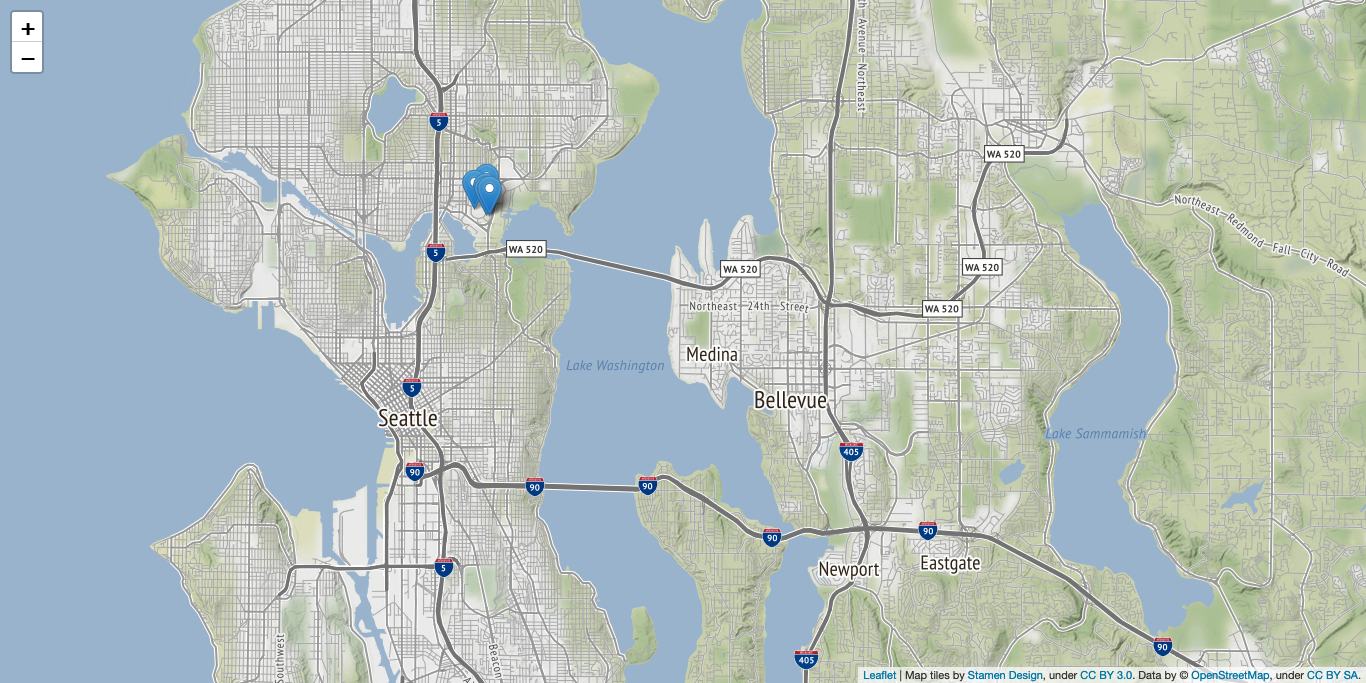 +
−
5
th Avenue Northeast
WA 520
Northeast-Redmond-Fall-City-Road
5
WA 520
WA 520
WA 520
WA 520
Northeast 24th Street
Medina
Lake Washington
5
Bellevue
Seattle
Lake Sammamish
405
90
90
90
90
90
Newport
Eastgate
5
Southwest
Beacon
A
90
405
Leaflet | Map tiles by Stamen Design, under CC BY 3.0. Data by © OpenStreetMap, under CC BY SA.